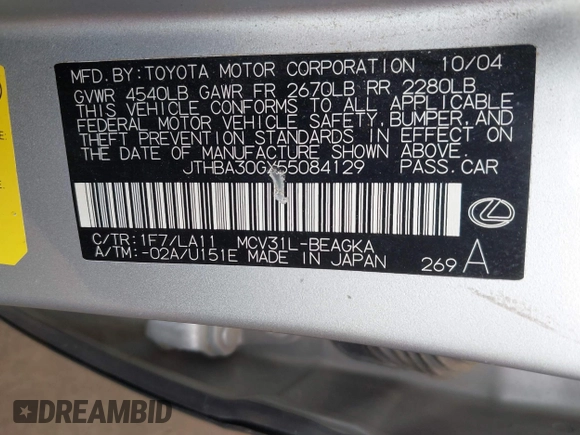 MFD. BY: TOYOTA MOTOR CORPORATION 10/04
GVWR 4540LB GAWR FR 2670LB RR 2280LB
THIS VEHICLE CONFORMS TO ALL APPLICABLE
FEDERAL MOTOR VEHICLE SAFETY, BUMPER, AND
THEFT PREVENTION STANDARDS IN EFFECT ON
THE DATE OF MANUFACTURE SHOWN ABOVE.
JTHBA30GX55084129 PASS. CAR
C/TR: 1F7/LA11 MCV31L-BEAGKA
A/TM: -02A/U151E MADE IN JAPAN 269 A
DREAMBID